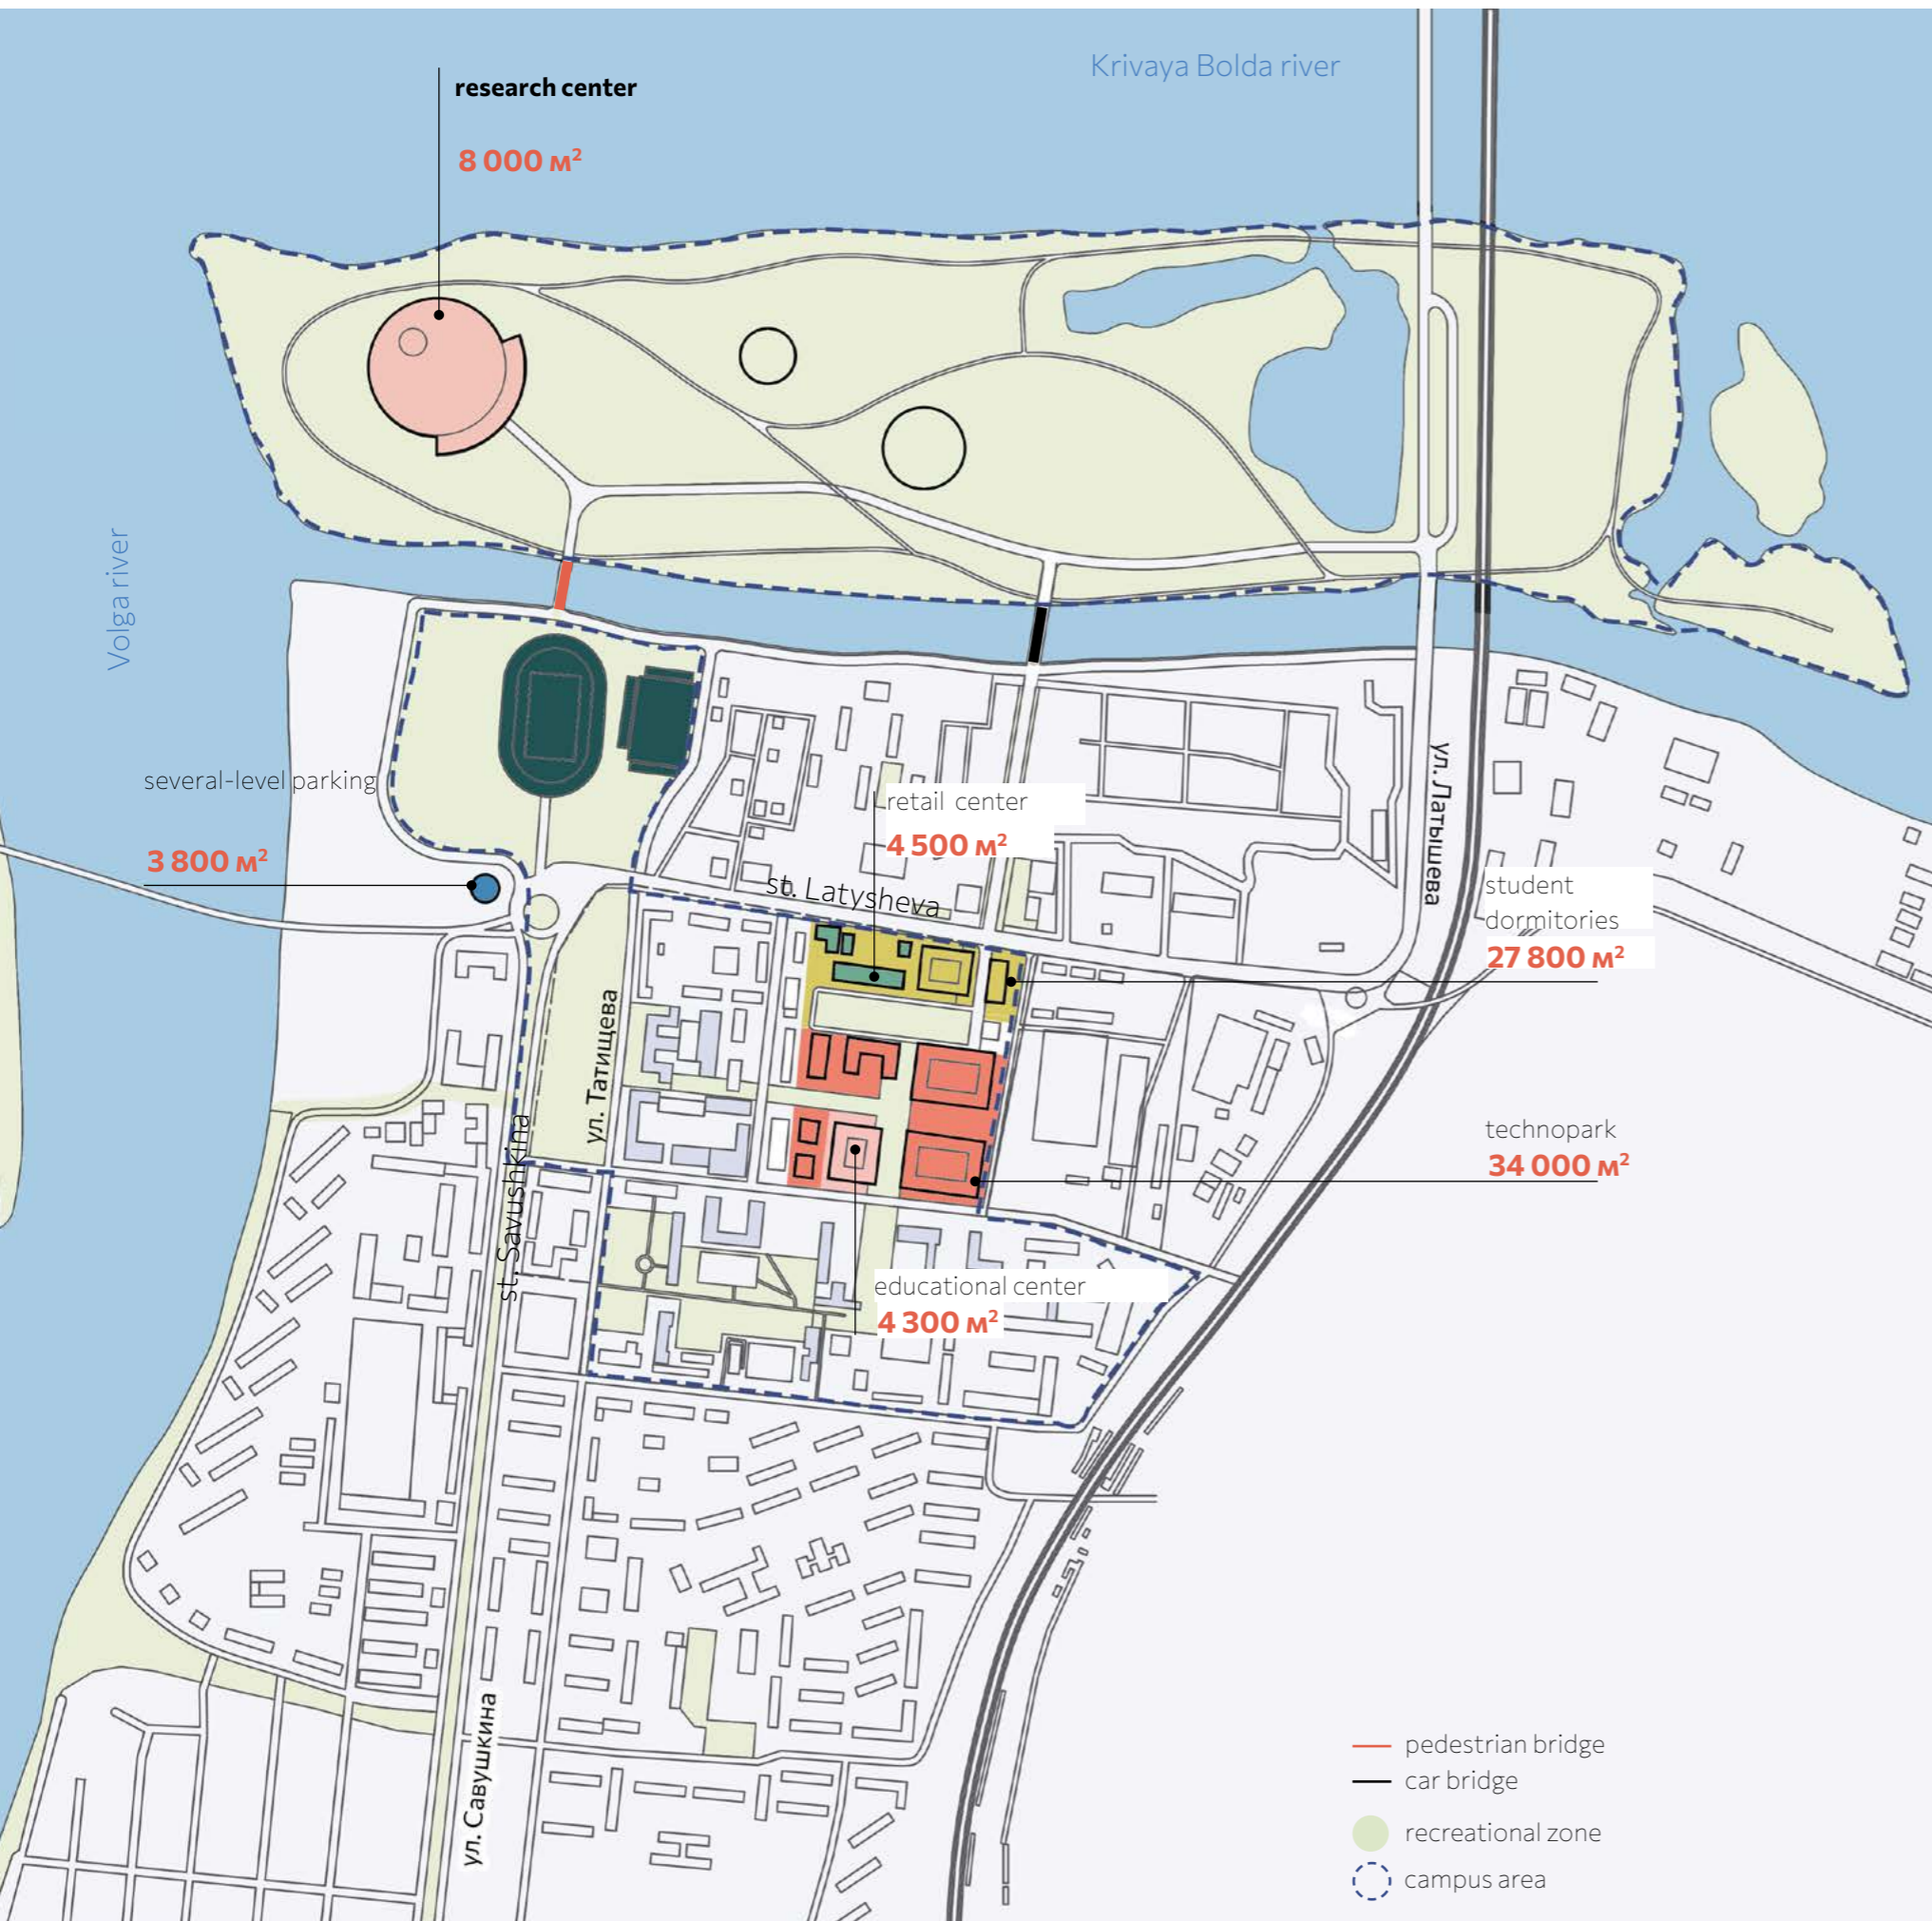 Krivaya Bolda river
research center
8 000 м²
Volga river
several-level parking
3 800 м²
retail center
4 500 м²
st. Latysheva
ул. Латышева
student
dormitories
27 800 м²
ул. Татищева
st. Savushkina
technopark
34 000 м²
educational center
4 300 м²
ул. Савушкина
pedestrian bridge
car bridge
recreational zone
campus area